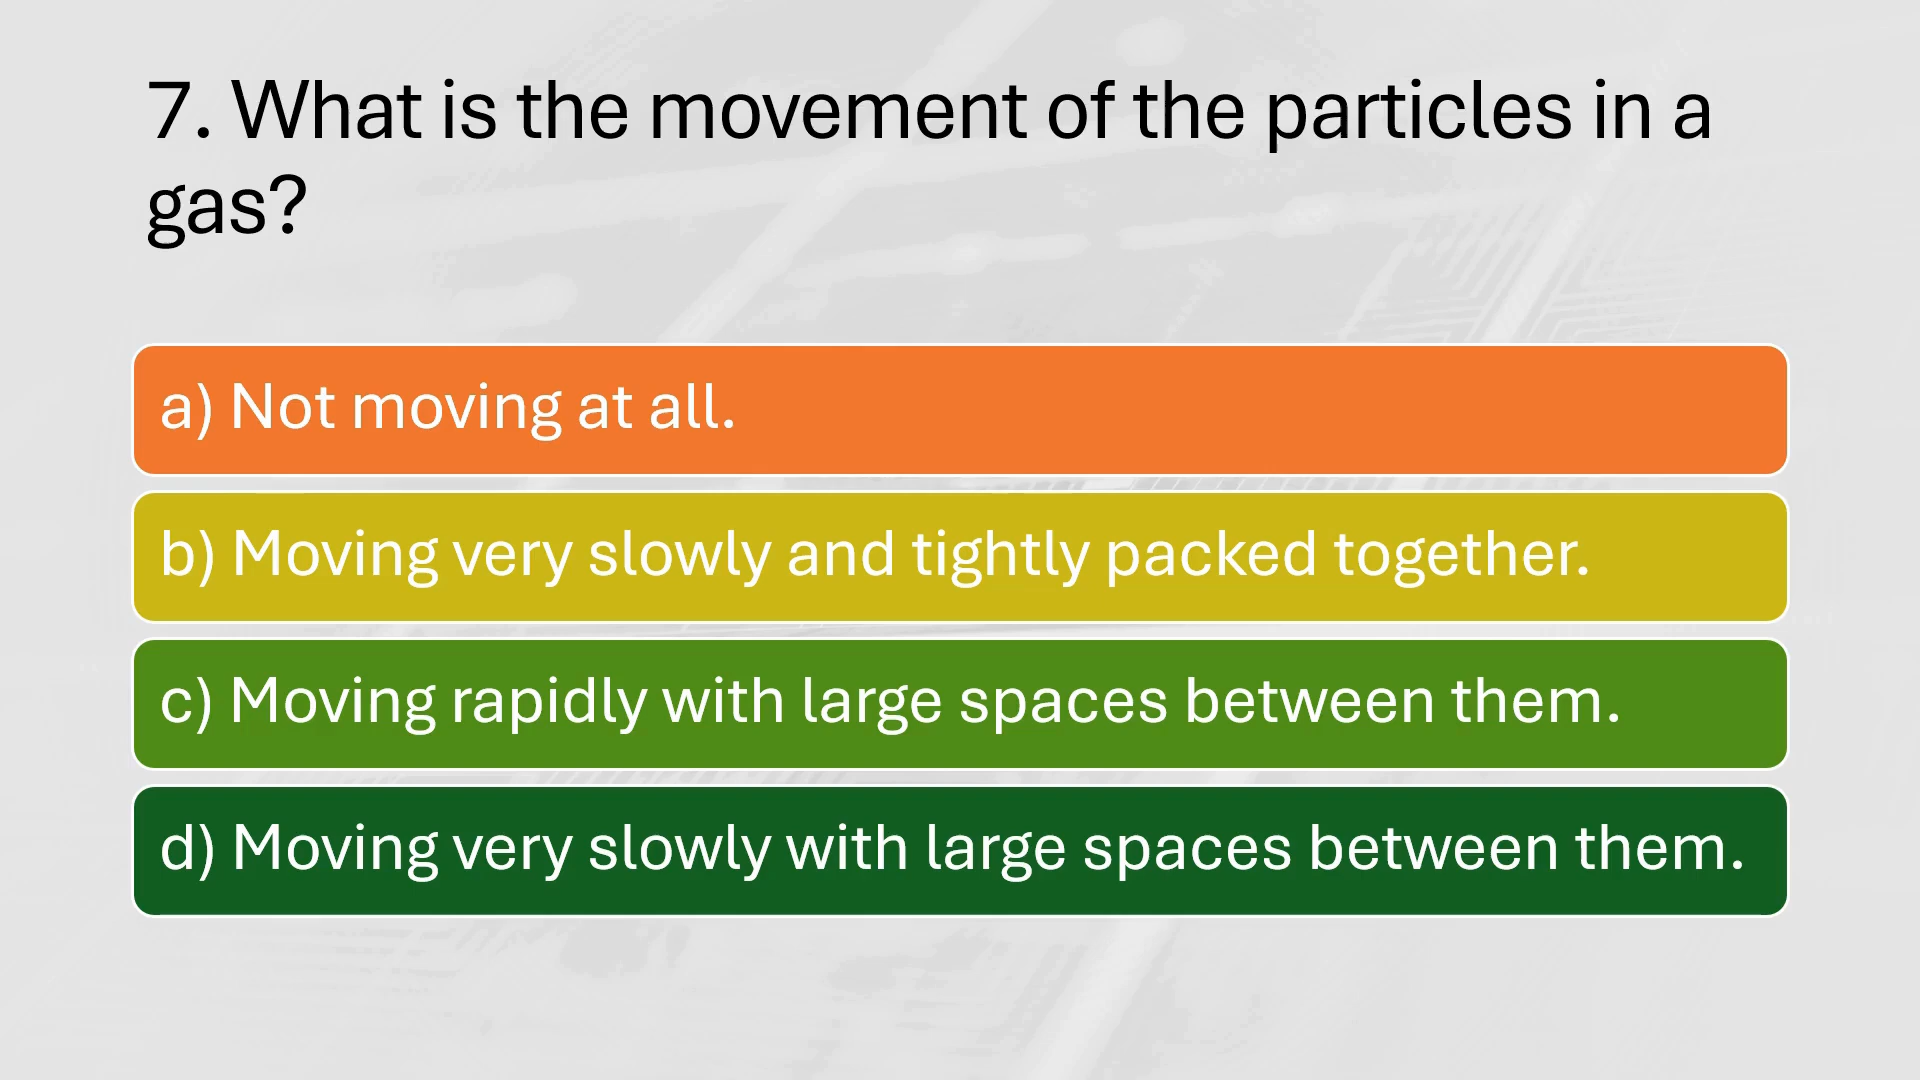 7. What is the movement of the particles in a
gas?
a) Not moving at all.
b) Moving very slowly and tightly packed together.
c) Moving rapidly with large spaces between them.
d) Moving very slowly with large spaces between them.